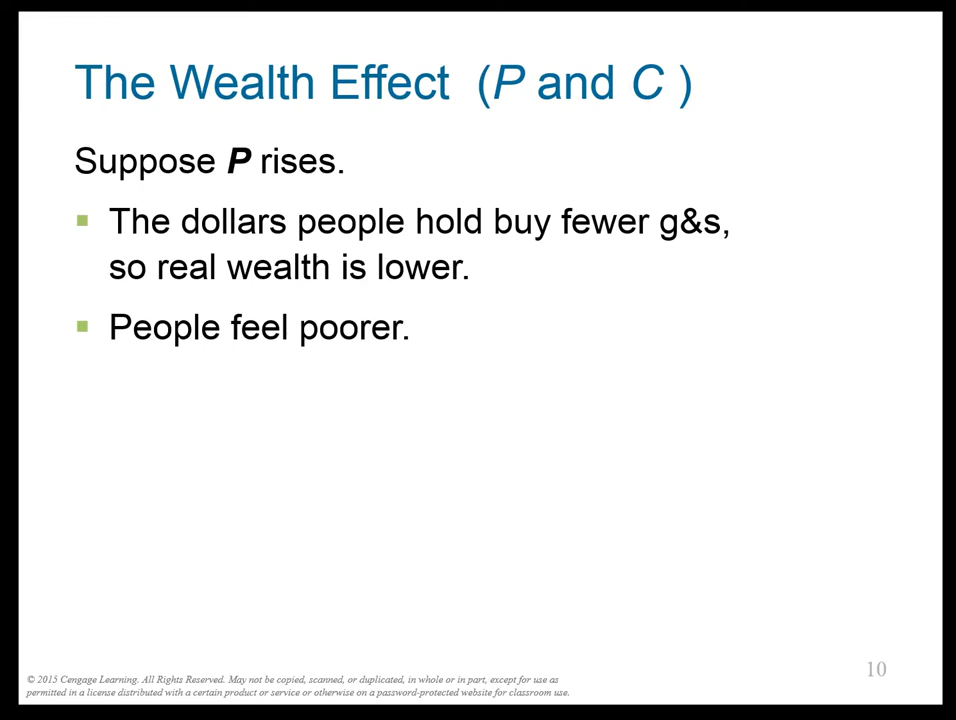 The Wealth Effect (P and C )
Suppose P rises.
▪ The dollars people hold buy fewer g&s,
so real wealth is lower.
▪ People feel poorer.
10
© 2015 Cengage Learning. All Rights Reserved. May not be copied, scanned, or duplicated, in whole or in part, except for use as
permitted in a license distributed with a certain product or service or otherwise on a password-protected website for classroom use.